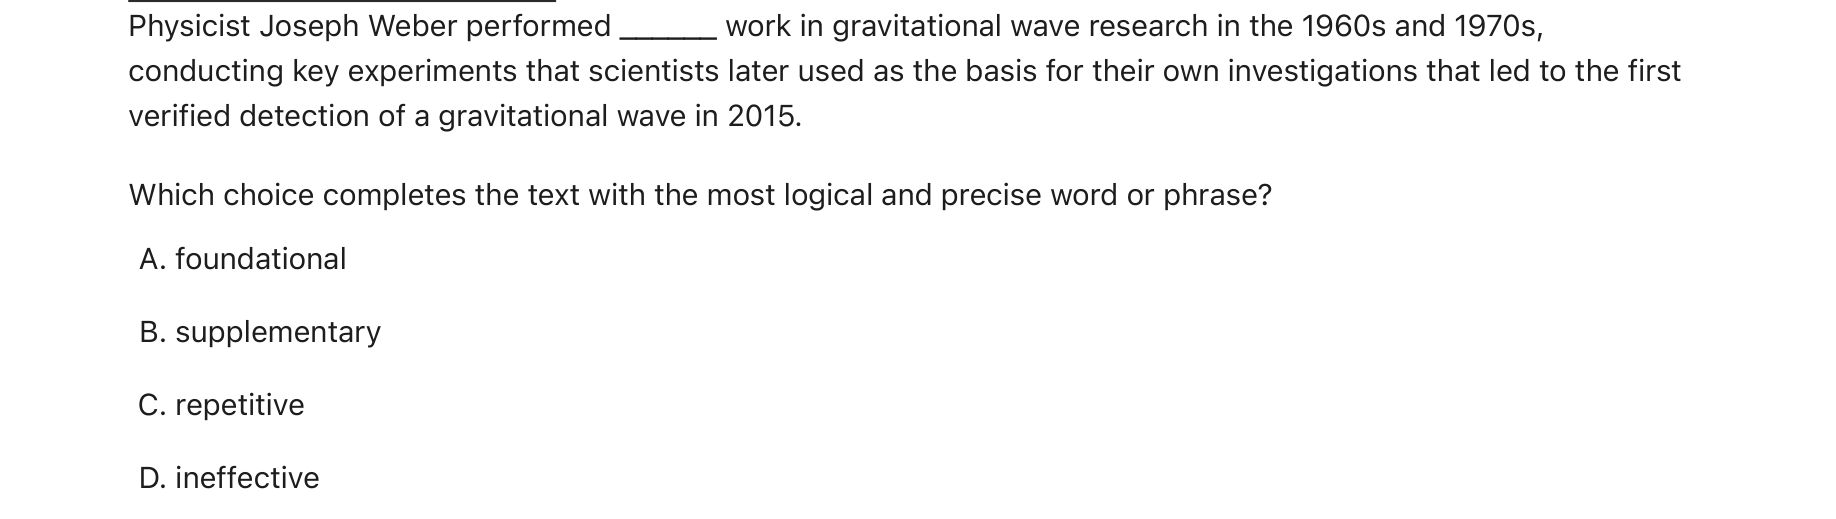 Physicist Joseph Weber performed ______ work in gravitational wave research in the 1960s and 1970s,
conducting key experiments that scientists later used as the basis for their own investigations that led to the first
verified detection of a gravitational wave in 2015.
Which choice completes the text with the most logical and precise word or phrase?
A. foundational
B. supplementary
C. repetitive
D. ineffective